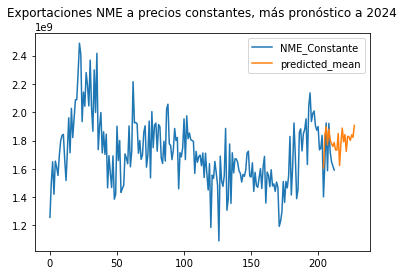 Exportaciones NME a precios constantes, más pronóstico a 2024
1e9
NME_Constante
predicted_mean
2.4
2.2
2.0
1.8
1.6
1.4
1.2
0 50 100 150 200